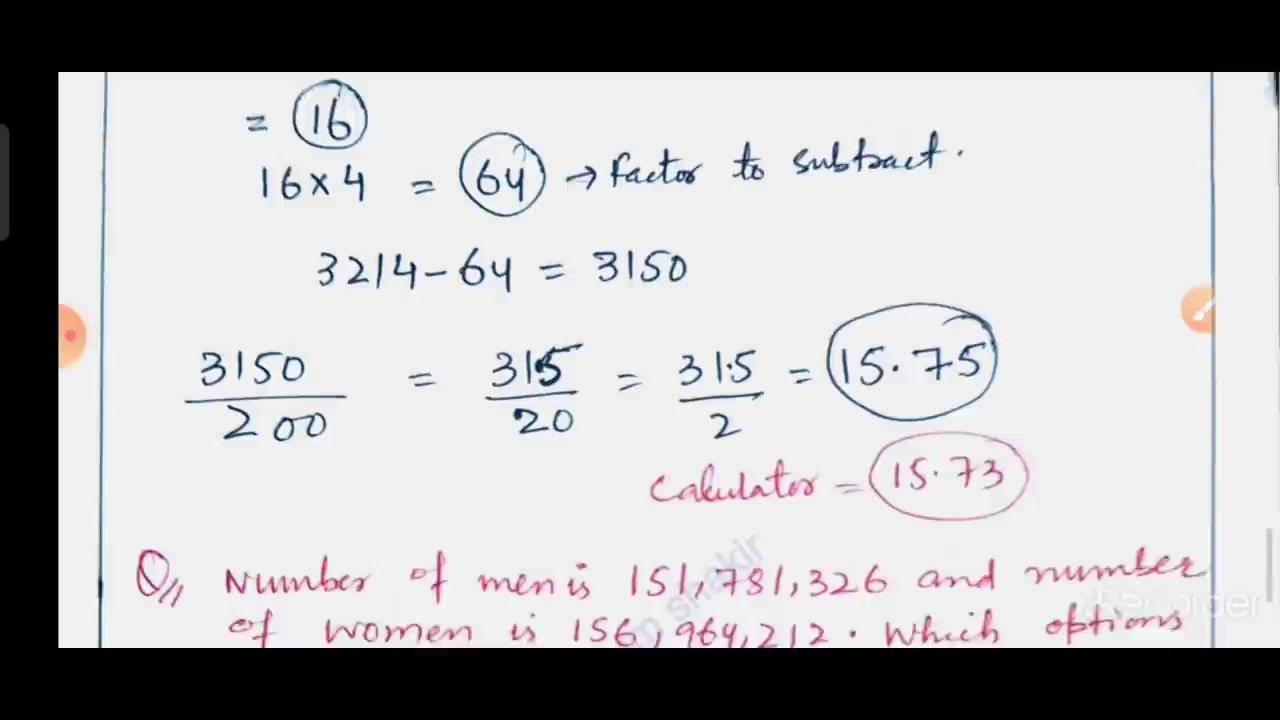 = 16
16 × 4 = 64 → factor to subtract.
3214 - 64 = 3150
3150/200 = 315/20 = 31.5/2 = 15.75
Calculator = 15.73
Q,, Number of men is 151,781,326 and number
of women is 156,964,212. Which options
shakir
Recorder